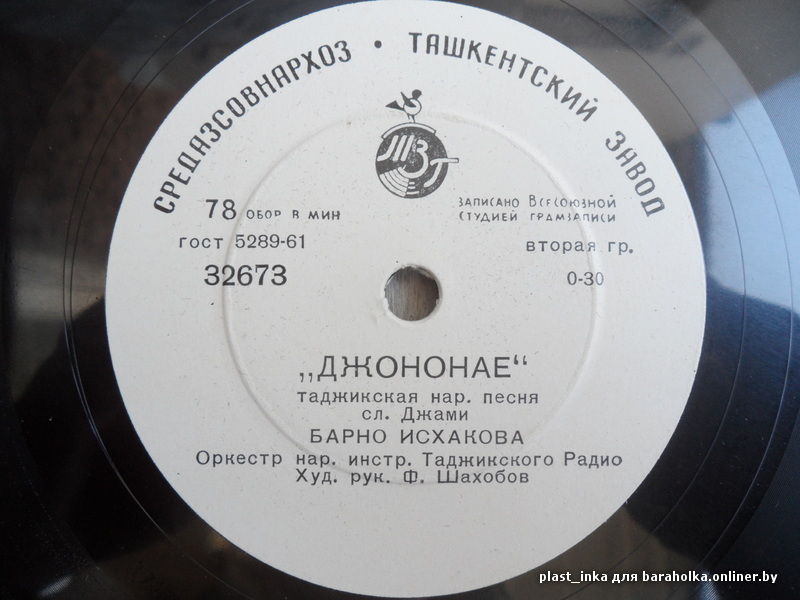 СРЕДАЗСОВНАРХОЗ • ТАШКЕНТСКИЙ ЗАВОД
ТЗГ
78 ОБОР В МИН
ГОСТ 5289-61
32673
ЗАПИСАНО ВСЕСОЮЗНОЙ
СТУДИЕЙ ГРАМЗАПИСИ
вторая гр.
0-30
„ДЖОНОНАЕ“
таджикская нар. песня
сл. Джами
БАРНО ИСХАКОВА
Оркестр нар. инстр. Таджикского Радио
Худ. рук. Ф. Шахобов
plast_inka для baraholka.onliner.by